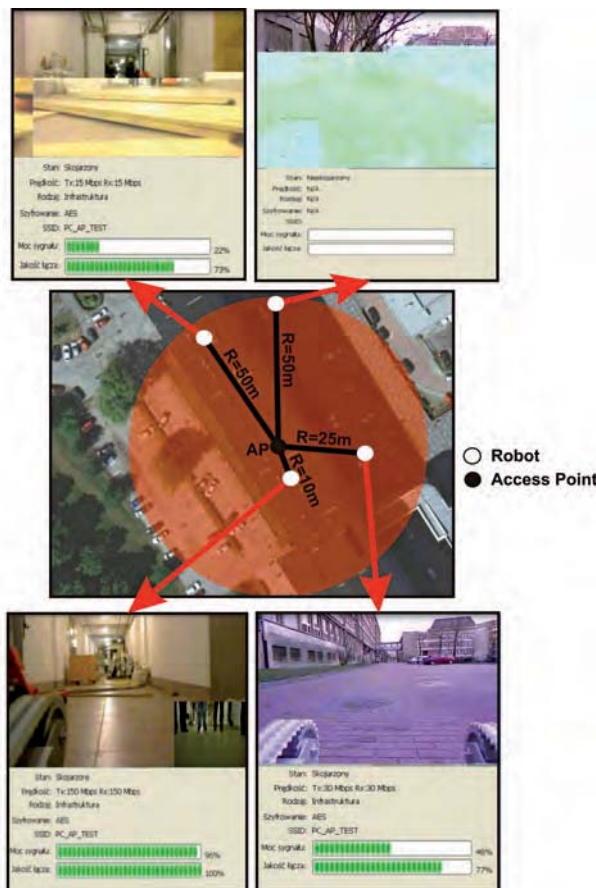 Stan: Skojarzony
Prędkość: Tx:15 Mbps Rx:15 Mbps
Rodzaj: Infrastruktura
Szyfrowanie: AES
SSID: PC_AP_TEST
Moc sygnału: 22%
Jakość łącza: 73%
Stan: Nieskojarzony
Prędkość: N/A
Rodzaj: N/A
Szyfrowanie: N/A
SSID:
Moc sygnału:
Jakość łącza:
R=50m
R=50m
R=25m
AP
R=10m
Robot
Access Point
Stan: Skojarzony
Prędkość: Tx:150 Mbps Rx:150 Mbps
Rodzaj: Infrastruktura
Szyfrowanie: AES
SSID: PC_AP_TEST
Moc sygnału: 96%
Jakość łącza: 100%
Stan: Skojarzony
Prędkość: Tx:30 Mbps Rx:30 Mbps
Rodzaj: Infrastruktura
Szyfrowanie: AES
SSID: PC_AP_TEST
Moc sygnału: 46%
Jakość łącza: 77%